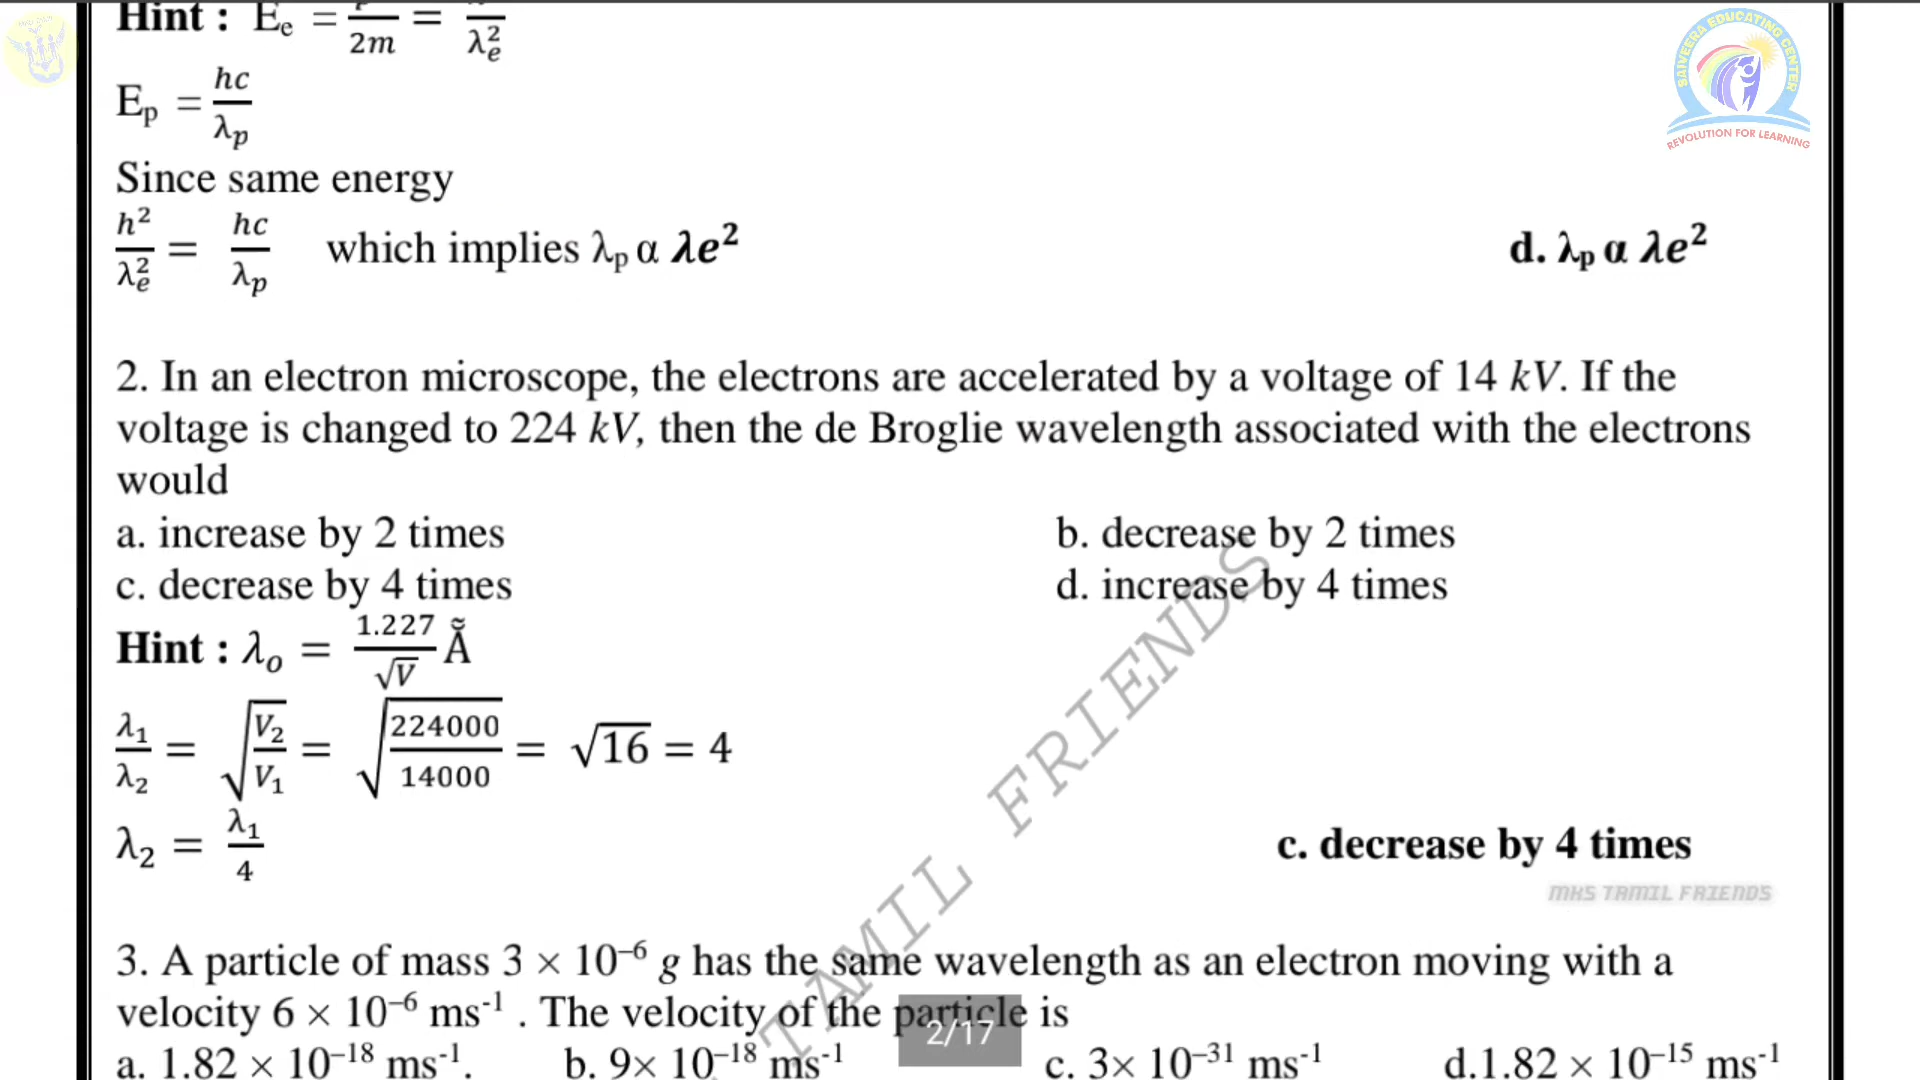 Hint : Eₑ = p/2m = /λₑ²
Eₚ = hc/λₚ
Since same energy
h²/λₑ² = hc/λₚ which implies λₚ α λe² d. λₚ α λe²
2. In an electron microscope, the electrons are accelerated by a voltage of 14 kV. If the
voltage is changed to 224 kV, then the de Broglie wavelength associated with the electrons
would
a. increase by 2 times b. decrease by 2 times
c. decrease by 4 times d. increase by 4 times
Hint : λₒ = 1.227/√V Å̃
λ₁/λ₂ = √(V₂/V₁) = √(224000/14000) = √16 = 4
λ₂ = λ₁/4
c. decrease by 4 times
MKS TAMIL FRIENDS
3. A particle of mass 3 × 10⁻⁶ g has the same wavelength as an electron moving with a
velocity 6 × 10⁻⁶ ms⁻¹ . The velocity of the particle is
a. 1.82 × 10⁻¹⁸ ms⁻¹. b. 9× 10⁻¹⁸ ms⁻¹ c. 3× 10⁻³¹ ms⁻¹ d.1.82 × 10⁻¹⁵ ms⁻¹
2/17
TAMIL FRIENDS
SAIVEERA EDUCATING CENTER
REVOLUTION FOR LEARNING